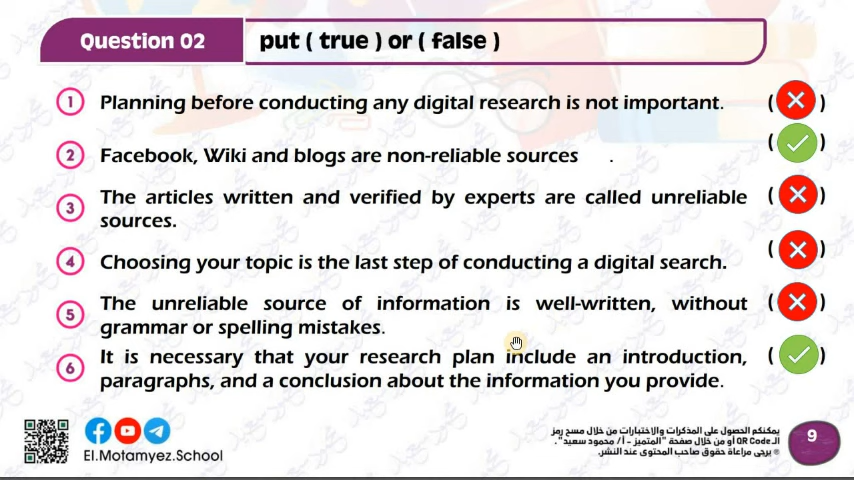 Question 02
put ( true ) or ( false )
1 Planning before conducting any digital research is not important. ( )
2 Facebook, Wiki and blogs are non-reliable sources . ( )
3 The articles written and verified by experts are called unreliable ( )
sources.
4 Choosing your topic is the last step of conducting a digital search. ( )
5 The unreliable source of information is well-written, without ( )
grammar or spelling mistakes.
6 It is necessary that your research plan include an introduction, ( )
paragraphs, and a conclusion about the information you provide.
El.Motamyez.School
يمكنكم الحصول على المذكرات والاختبارات من خلال مسح رمز
الـ QR Code أو من خلال صفحة "المتميز - أ/ محمود سعيد".
※ يرجى مراعاة حقوق صاحب المحتوى عند النشر.
9